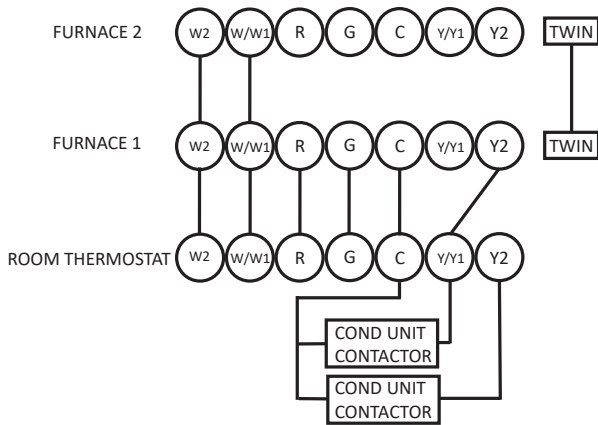 FURNACE 2 W2 W/W1 R G C Y/Y1 Y2 TWIN
FURNACE 1 W2 W/W1 R G C Y/Y1 Y2 TWIN
ROOM THERMOSTAT W2 W/W1 R G C Y/Y1 Y2
COND UNIT
CONTACTOR
COND UNIT
CONTACTOR